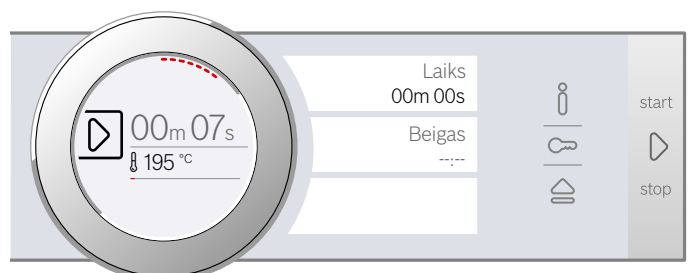 00m 07s
195 °C
Laiks
00m 00s
Beigas
--:--
start
stop